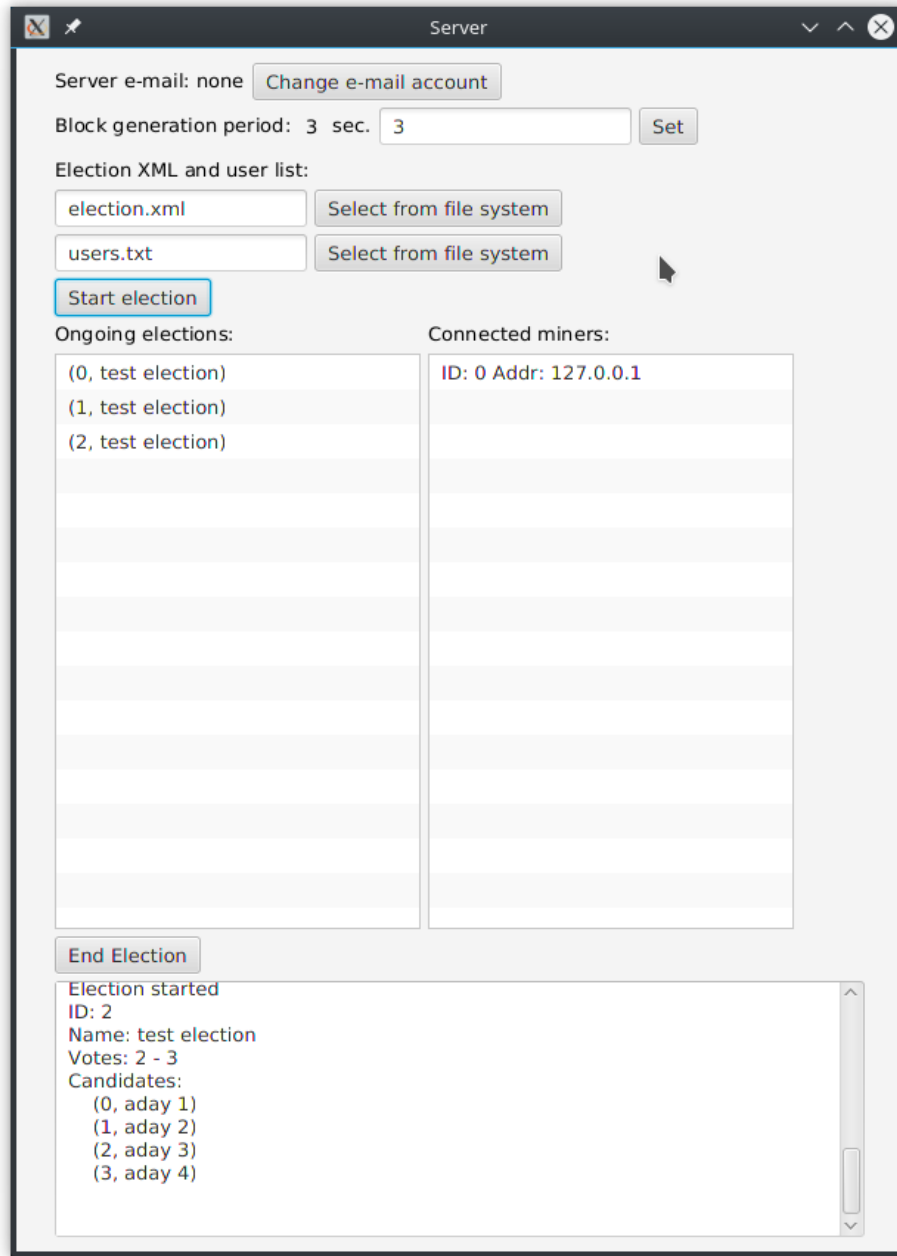 Server
Server e-mail: none Change e-mail account
Block generation period: 3 sec. 3 Set
Election XML and user list:
election.xml Select from file system
users.txt Select from file system
Start election
Ongoing elections: Connected miners:
(0, test election) ID: 0 Addr: 127.0.0.1
(1, test election)
(2, test election)
End Election
Election started
ID: 2
Name: test election
Votes: 2 - 3
Candidates:
(0, aday 1)
(1, aday 2)
(2, aday 3)
(3, aday 4)